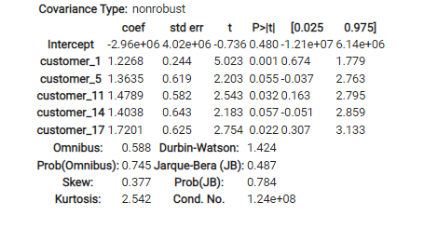 Covariance Type: nonrobust
coef std err t P>|t| [0.025 0.975]
Intercept -2.96e+06 4.02e+06 -0.736 0.480 -1.21e+07 6.14e+06
customer_1 1.2268 0.244 5.023 0.001 0.674 1.779
customer_5 1.3635 0.619 2.203 0.055 -0.037 2.763
customer_11 1.4789 0.582 2.543 0.032 0.163 2.795
customer_14 1.4038 0.643 2.183 0.057 -0.051 2.859
customer_17 1.7201 0.625 2.754 0.022 0.307 3.133
Omnibus: 0.588 Durbin-Watson: 1.424
Prob(Omnibus): 0.745 Jarque-Bera (JB): 0.487
Skew: 0.377 Prob(JB): 0.784
Kurtosis: 2.542 Cond. No. 1.24e+08